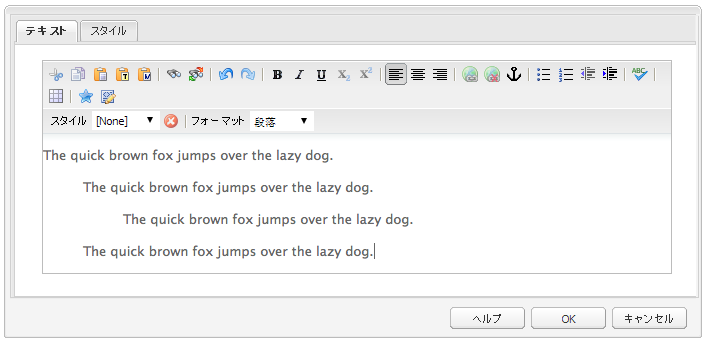 テキスト スタイル
B I U X₂ X² ABC
スタイル [None] フォーマット 段落
The quick brown fox jumps over the lazy dog.
The quick brown fox jumps over the lazy dog.
The quick brown fox jumps over the lazy dog.
The quick brown fox jumps over the lazy dog.
ヘルプ OK キャンセル